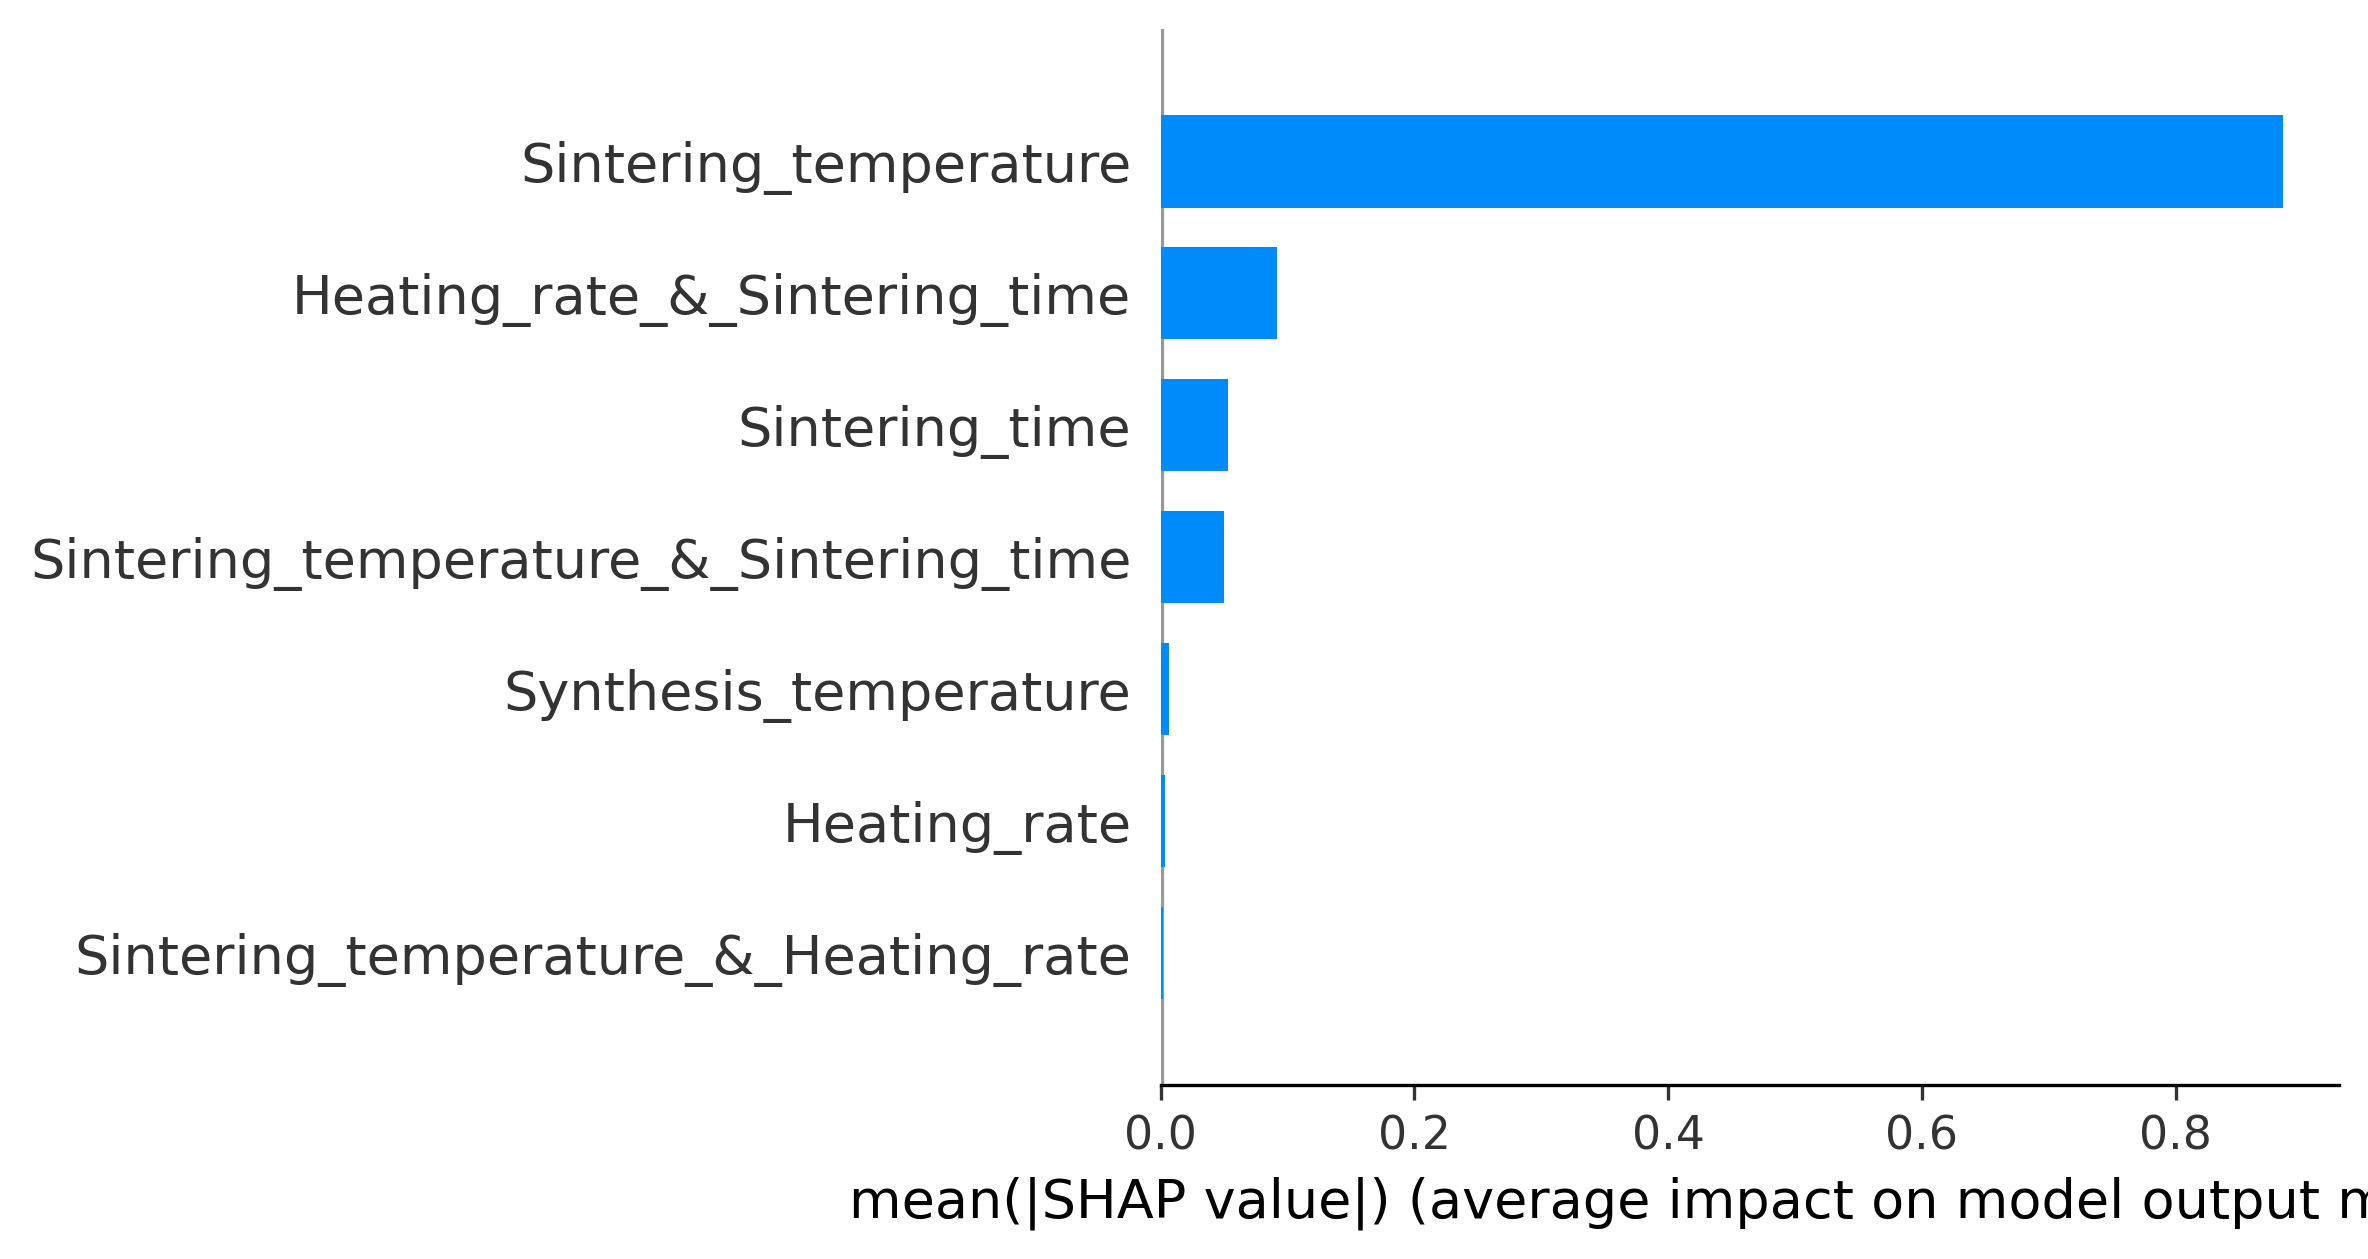 Sintering_temperature
Heating_rate_&_Sintering_time
Sintering_time
Sintering_temperature_&_Sintering_time
Synthesis_temperature
Heating_rate
Sintering_temperature_&_Heating_rate
0.0 0.2 0.4 0.6 0.8
mean(|SHAP value|) (average impact on model output